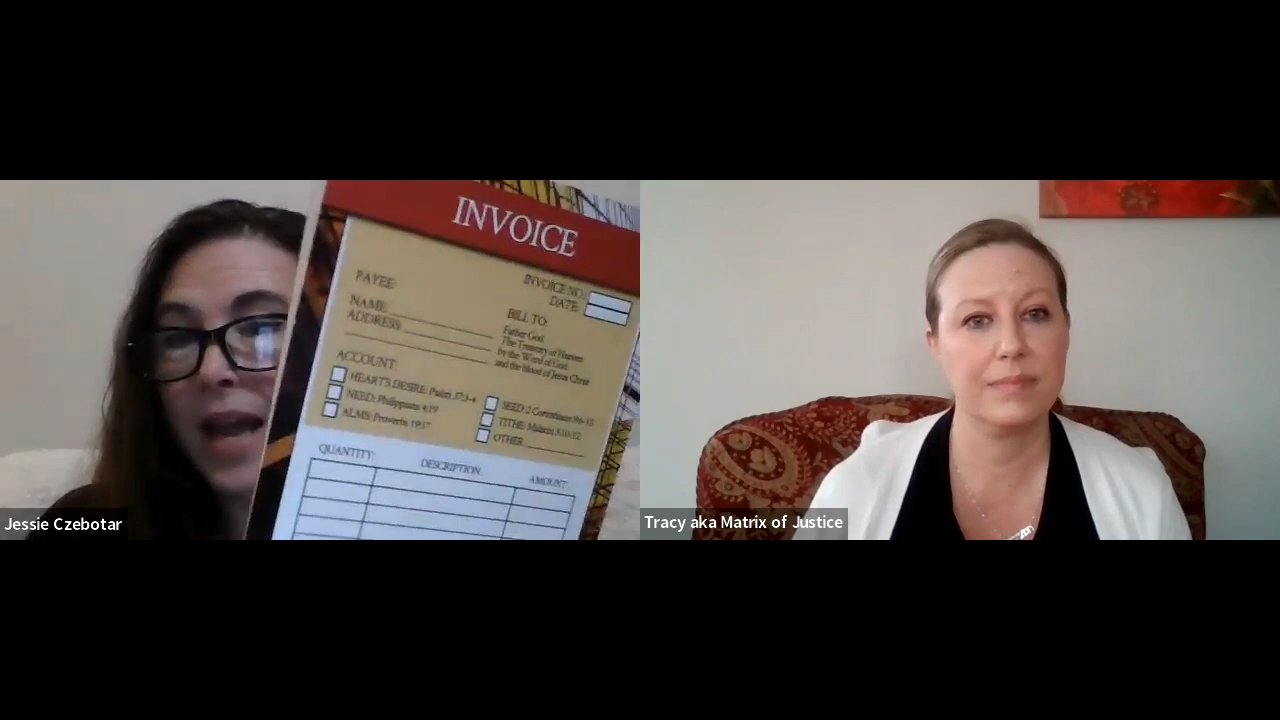 INVOICE
PAYEE:
INVOICE NO.:
DATE:
NAME:
ADDRESS:
BILL TO:
Father God
The Treasury of Heaven
by the Word of God
and the blood of Jesus Christ
ACCOUNT:
HEART'S DESIRE: Psalm 37:3-4
NEED: Philippians 4:19
ALMS: Proverbs 19:17
SEED: 2 Corinthians 9:6-10
TITHE: Malachi
OTHER:
QUANTITY
DESCRIPTION
AMOUNT
Jessie Czebotar
Tracy aka Matrix of Justice